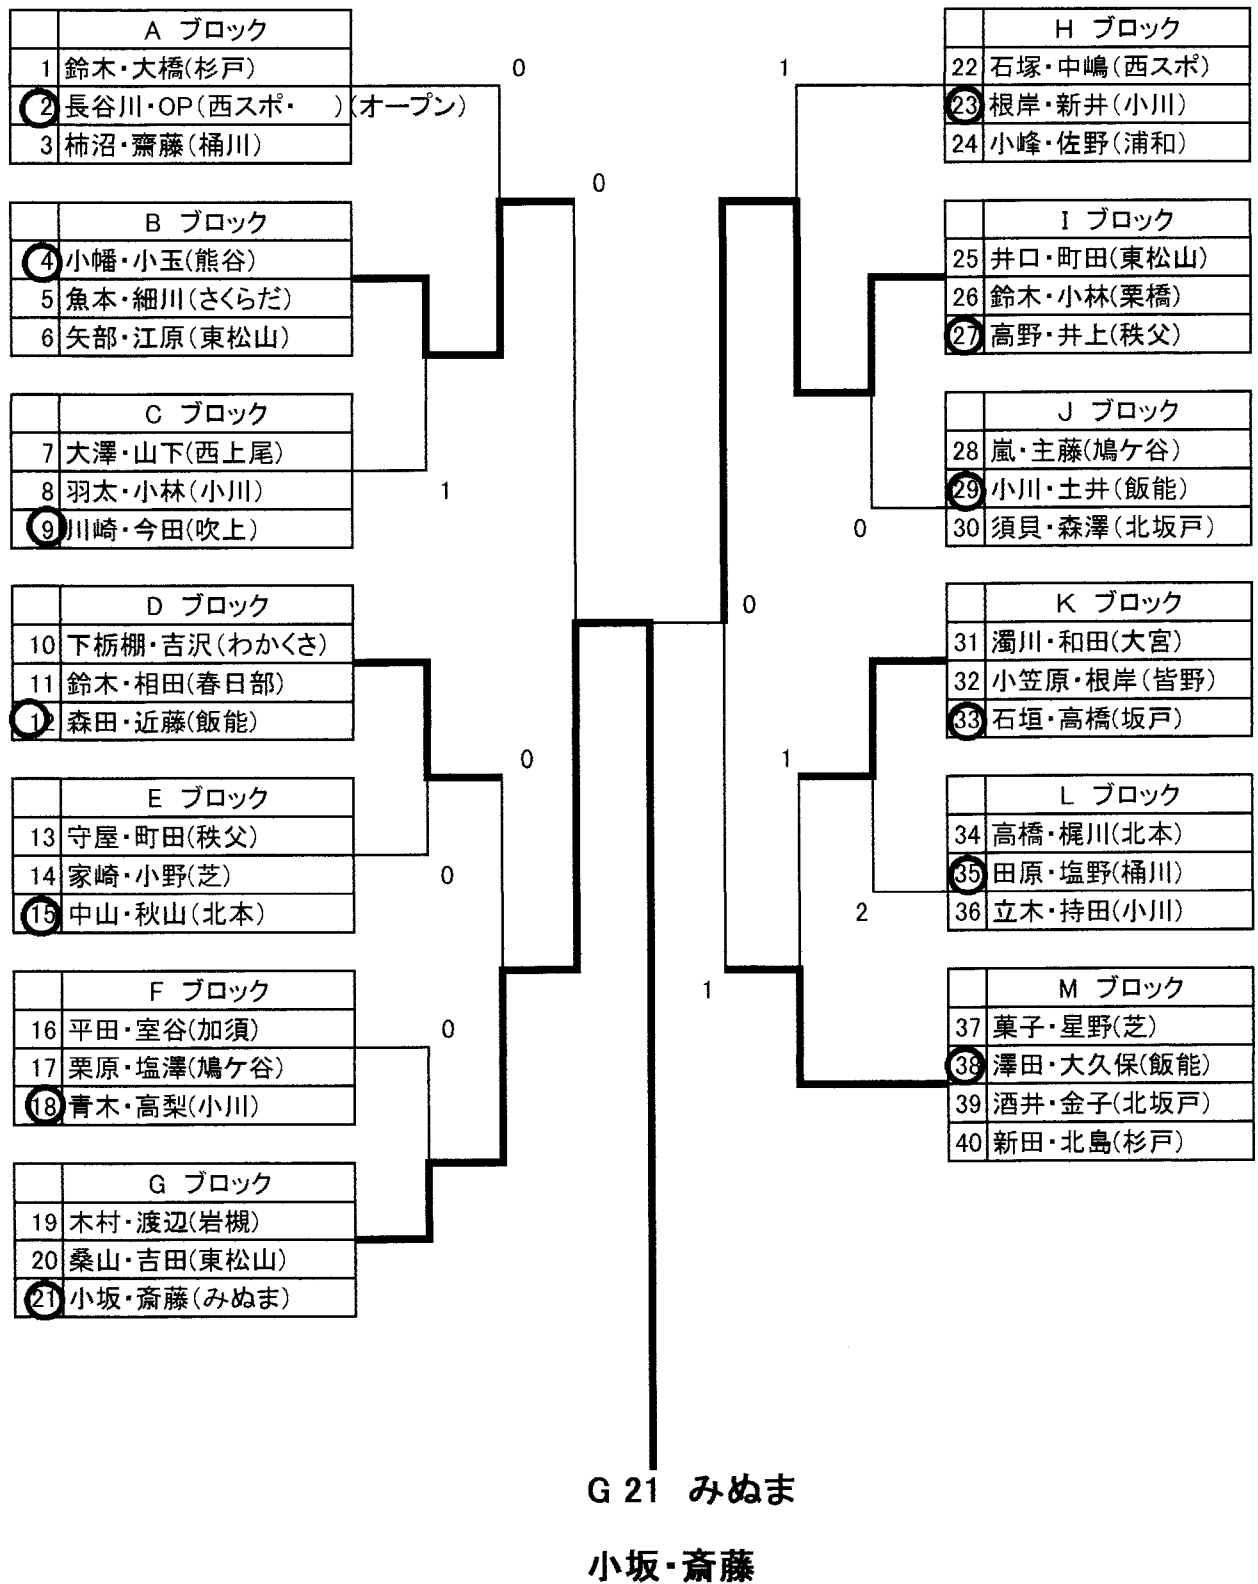 A ブロック
1 鈴木・大橋(杉戸)
2 長谷川・OP(西スポ・　)(オープン)
3 柿沼・齋藤(桶川)
B ブロック
4 小幡・小玉(熊谷)
5 魚本・細川(さくらだ)
6 矢部・江原(東松山)
C ブロック
7 大澤・山下(西上尾)
8 羽太・小林(小川)
9 川崎・今田(吹上)
D ブロック
10 下栃棚・吉沢(わかくさ)
11 鈴木・相田(春日部)
12 森田・近藤(飯能)
E ブロック
13 守屋・町田(秩父)
14 家崎・小野(芝)
15 中山・秋山(北本)
F ブロック
16 平田・室谷(加須)
17 栗原・塩澤(鳩ケ谷)
18 青木・高梨(小川)
G ブロック
19 木村・渡辺(岩槻)
20 桑山・吉田(東松山)
21 小坂・斎藤(みぬま)
0
0
1
0
0
0
1
0
0
1
2
1
H ブロック
22 石塚・中嶋(西スポ)
23 根岸・新井(小川)
24 小峰・佐野(浦和)
I ブロック
25 井口・町田(東松山)
26 鈴木・小林(栗橋)
27 高野・井上(秩父)
J ブロック
28 嵐・主藤(鳩ケ谷)
29 小川・土井(飯能)
30 須貝・森澤(北坂戸)
K ブロック
31 濁川・和田(大宮)
32 小笠原・根岸(皆野)
33 石垣・高橋(坂戸)
L ブロック
34 高橋・梶川(北本)
35 田原・塩野(桶川)
36 立木・持田(小川)
M ブロック
37 菓子・星野(芝)
38 澤田・大久保(飯能)
39 酒井・金子(北坂戸)
40 新田・北島(杉戸)
G 21 みぬま
小坂・斎藤